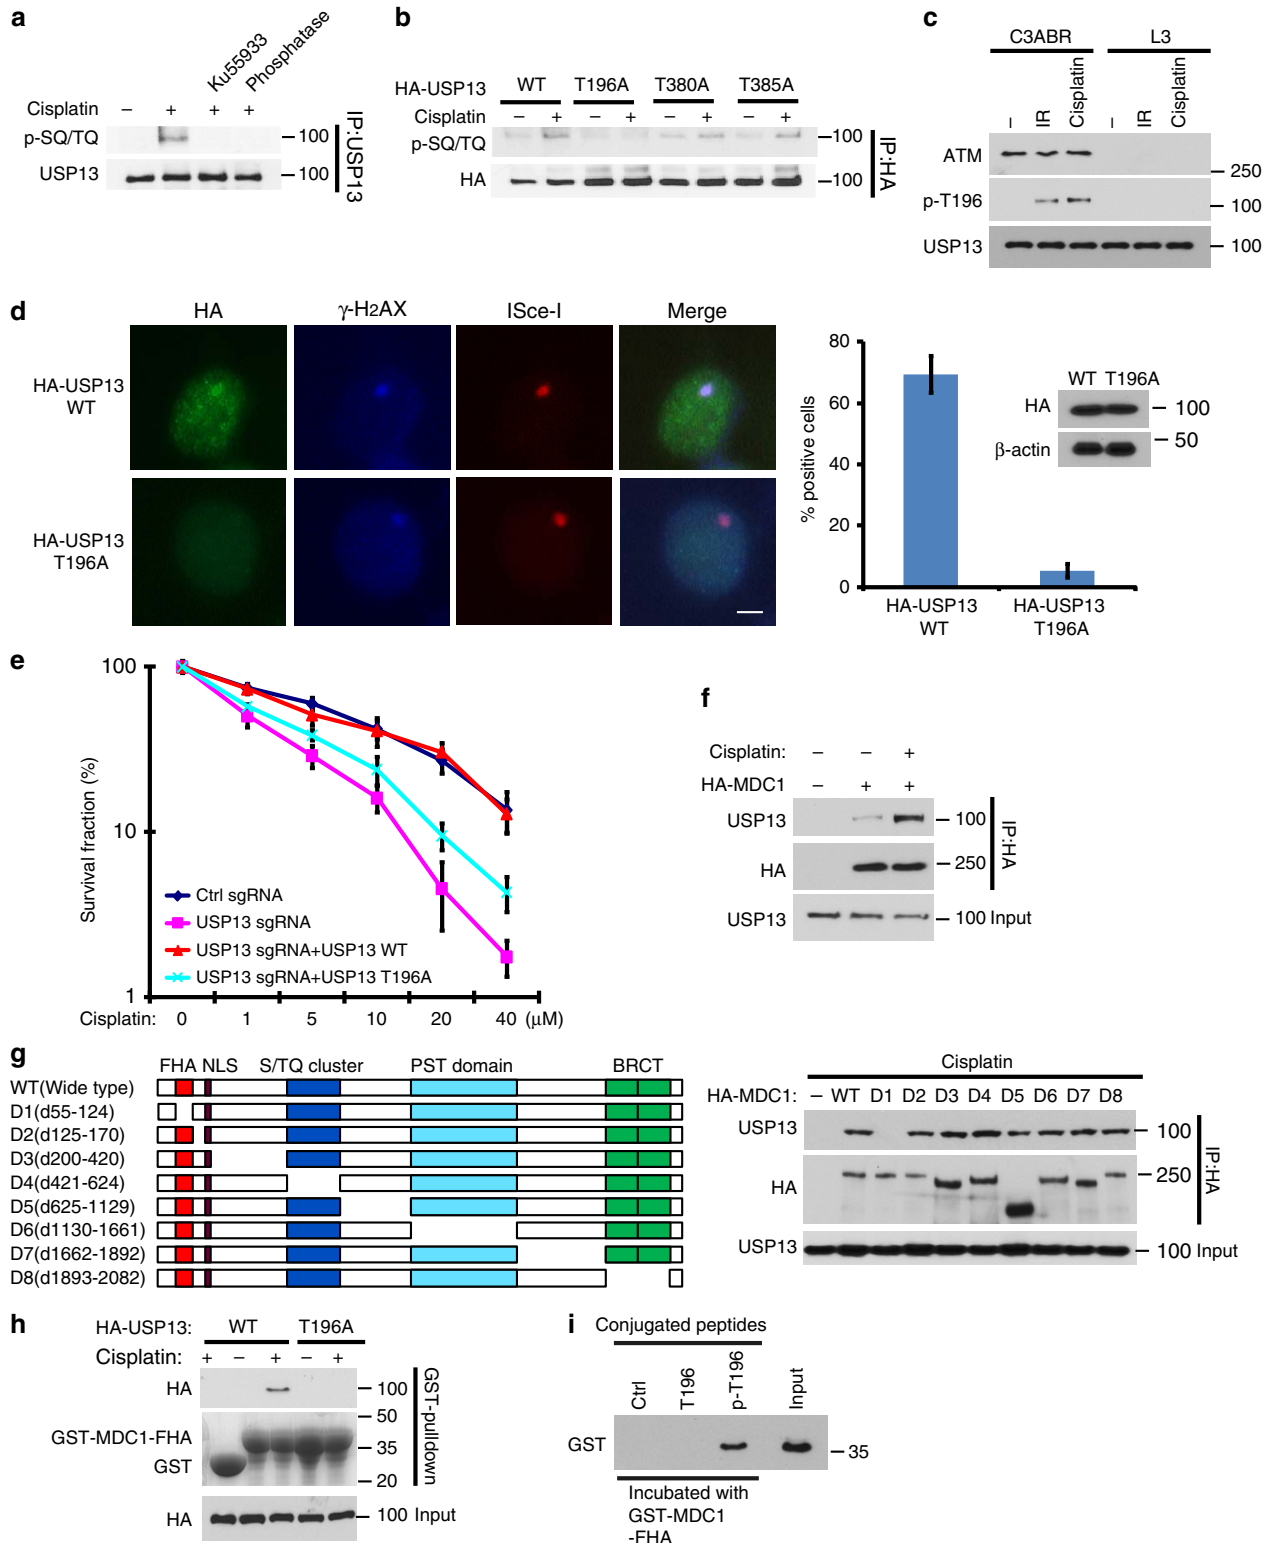 a
Ku55933
Phosphatase
Cisplatin – + + +
p-SQ/TQ – 100
USP13 – 100
IP:USP13
b
HA-USP13 WT T196A T380A T385A
Cisplatin – + – + – + – +
p-SQ/TQ – 100
HA – 100
IP:HA
c
C3ABR L3
– IR Cisplatin – IR Cisplatin
ATM – 250
p-T196 – 100
USP13 – 100
d
HA γ-H2AX ISce-I Merge
HA-USP13
WT
HA-USP13
T196A
% positive cells
80
60
40
20
0
HA-USP13
WT
HA-USP13
T196A
WT T196A
HA – 100
β-actin – 50
e
Survival fraction (%)
100
10
1
Ctrl sgRNA
USP13 sgRNA
USP13 sgRNA+USP13 WT
USP13 sgRNA+USP13 T196A
Cisplatin: 0 1 5 10 20 40 (μM)
f
Cisplatin: – – +
HA-MDC1 – + +
USP13 – 100
HA – 250
IP:HA
USP13 – 100 Input
g
FHA NLS S/TQ cluster PST domain BRCT
WT(Wide type)
D1(d55-124)
D2(d125-170)
D3(d200-420)
D4(d421-624)
D5(d625-1129)
D6(d1130-1661)
D7(d1662-1892)
D8(d1893-2082)
Cisplatin
HA-MDC1: – WT D1 D2 D3 D4 D5 D6 D7 D8
USP13 – 100
HA – 250
IP:HA
USP13 – 100 Input
h
HA-USP13: WT T196A
Cisplatin: + – + – +
HA – 100
– 50
GST-MDC1-FHA – 35
GST
– 20
GST-pulldown
HA – 100 Input
i
Conjugated peptides
Ctrl T196 p-T196 Input
GST – 35
Incubated with
GST-MDC1
-FHA